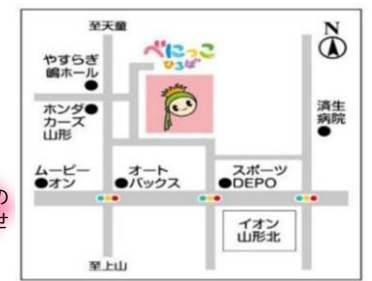 至天童
N
べにっこ
ひろば
やすらぎ
嶋ホール
ホンダ
カーズ
山形
済生
病院
ムービー
オン
オート
バックス
スポーツ
DEPO
の
せ
イオン
山形北
至上山